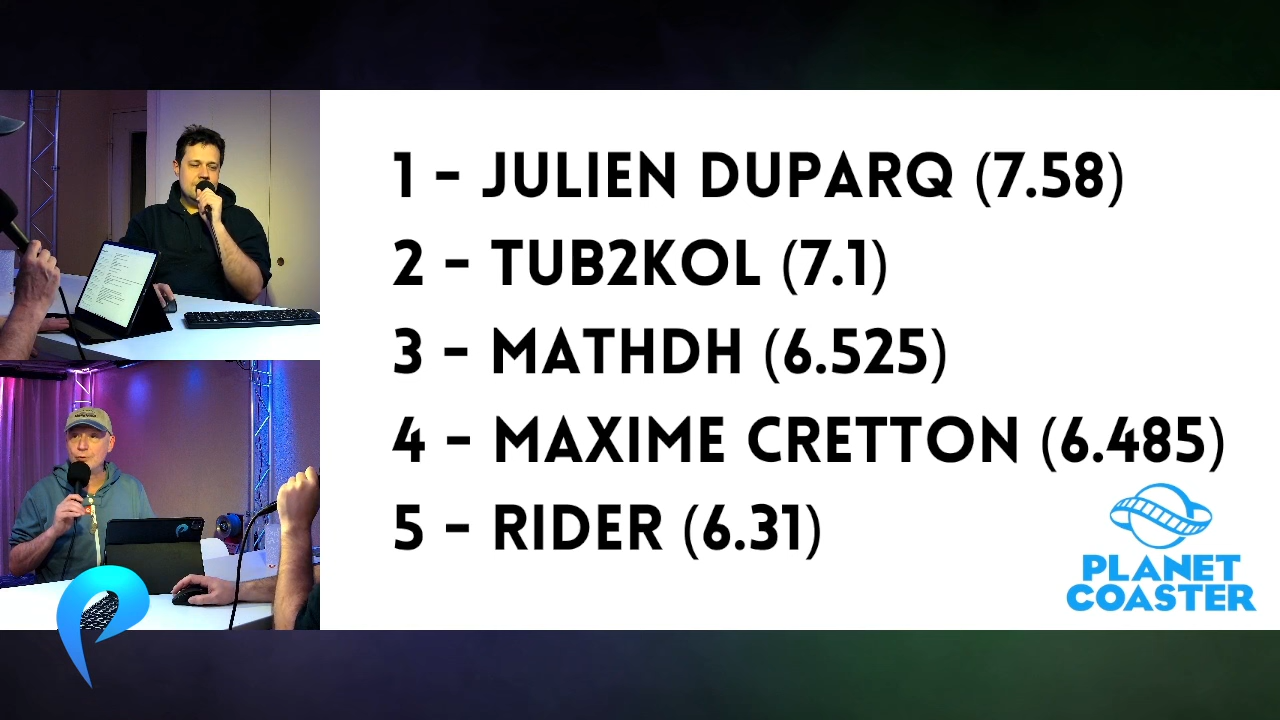 1 - JULIEN DUPARQ (7.58)
2 - TUB2KOL (7.1)
3 - MATHDH (6.525)
4 - MAXIME CRETTON (6.485)
5 - RIDER (6.31)
PLANET
COASTER